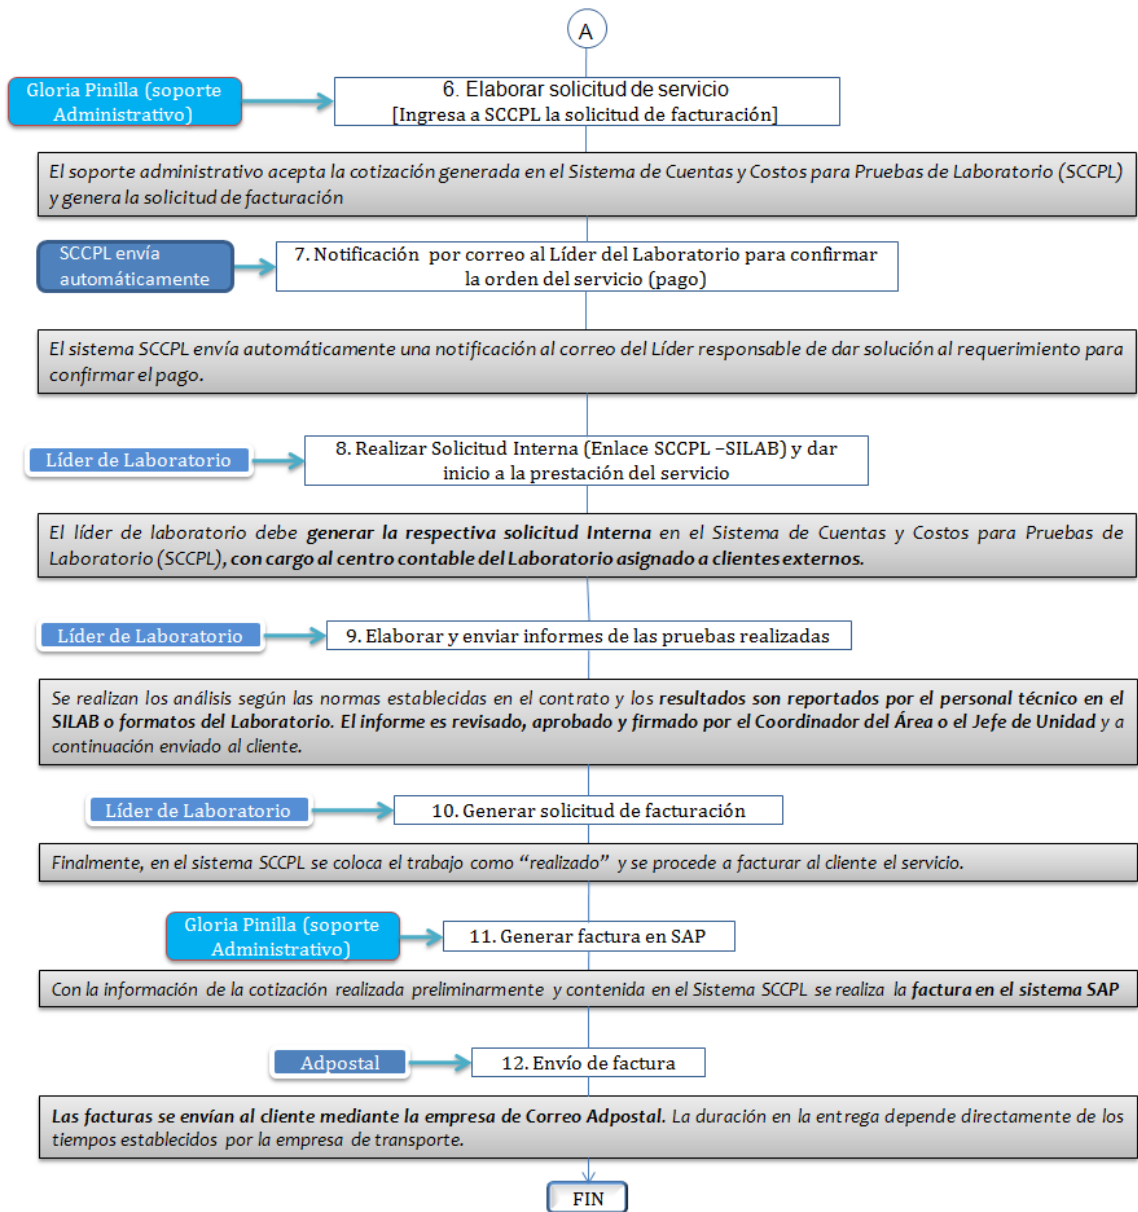 A
Gloria Pinilla (soporte
Administrativo)
6. Elaborar solicitud de servicio
[Ingresa a SCCPL la solicitud de facturación]
El soporte administrativo acepta la cotización generada en el Sistema de Cuentas y Costos para Pruebas de Laboratorio (SCCPL)
y genera la solicitud de facturación
SCCPL envía
automáticamente
7. Notificación por correo al Líder del Laboratorio para confirmar
la orden del servicio (pago)
El sistema SCCPL envía automáticamente una notificación al correo del Líder responsable de dar solución al requerimiento para
confirmar el pago.
Líder de Laboratorio
8. Realizar Solicitud Interna (Enlace SCCPL –SILAB) y dar
inicio a la prestación del servicio
El líder de laboratorio debe generar la respectiva solicitud Interna en el Sistema de Cuentas y Costos para Pruebas de
Laboratorio (SCCPL), con cargo al centro contable del Laboratorio asignado a clientes externos.
Líder de Laboratorio
9. Elaborar y enviar informes de las pruebas realizadas
Se realizan los análisis según las normas establecidas en el contrato y los resultados son reportados por el personal técnico en el
SILAB o formatos del Laboratorio. El informe es revisado, aprobado y firmado por el Coordinador del Área o el Jefe de Unidad y a
continuación enviado al cliente.
Líder de Laboratorio
10. Generar solicitud de facturación
Finalmente, en el sistema SCCPL se coloca el trabajo como “realizado” y se procede a facturar al cliente el servicio.
Gloria Pinilla (soporte
Administrativo)
11. Generar factura en SAP
Con la información de la cotización realizada preliminarmente y contenida en el Sistema SCCPL se realiza la factura en el sistema SAP
Adpostal
12. Envío de factura
Las facturas se envían al cliente mediante la empresa de Correo Adpostal. La duración en la entrega depende directamente de los
tiempos establecidos por la empresa de transporte.
FIN